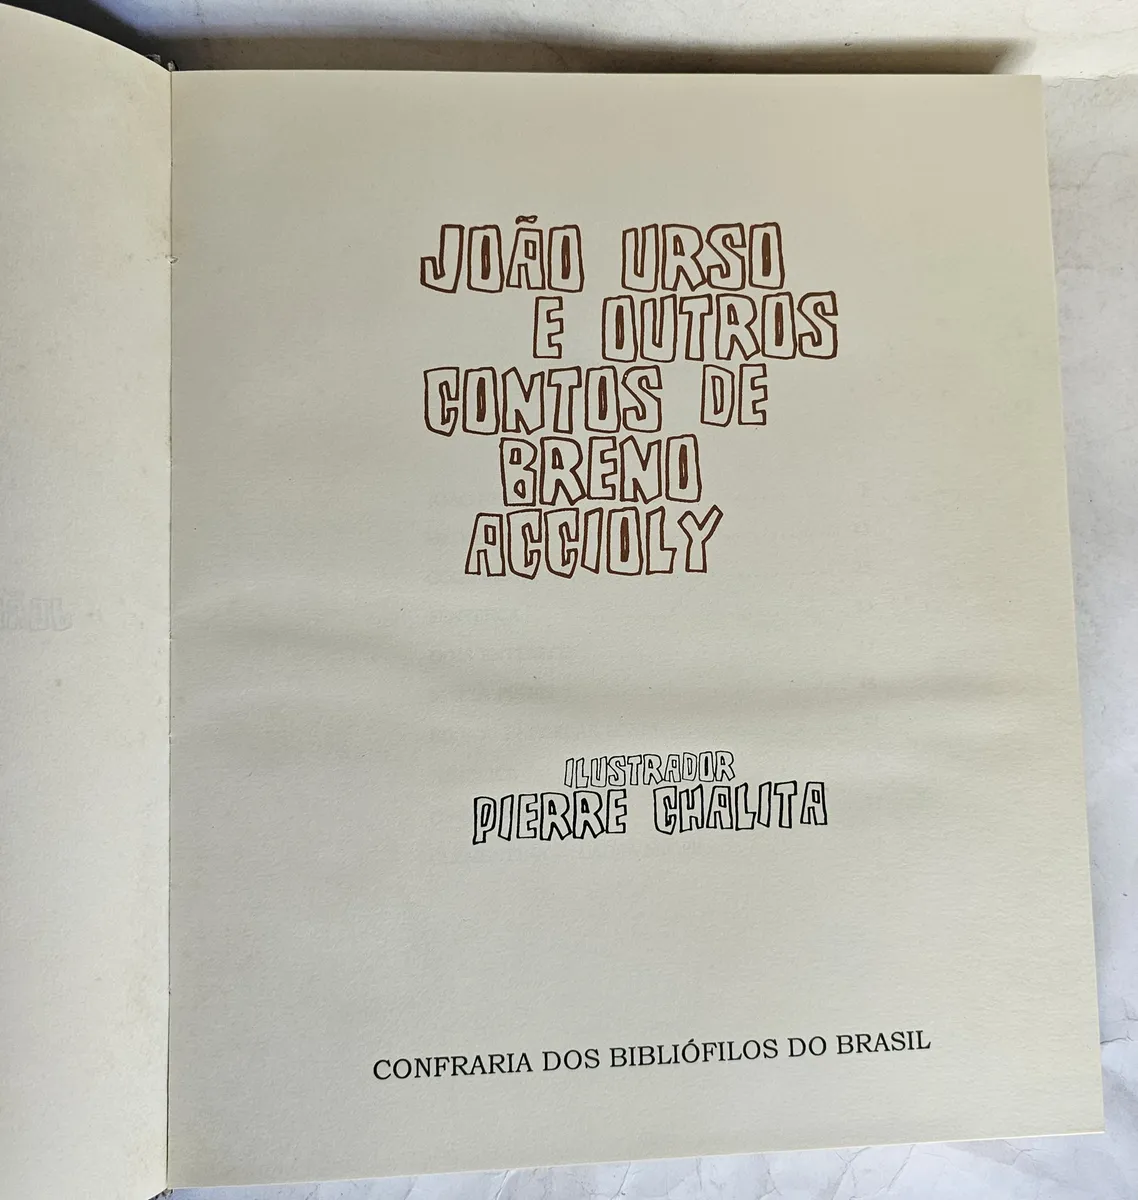 JOÃO URSO
E OUTROS
CONTOS DE
BRENO
ACCIOLY
ILUSTRADOR
PIERRE CHALITA
CONFRARIA DOS BIBLIÓFILOS DO BRASIL